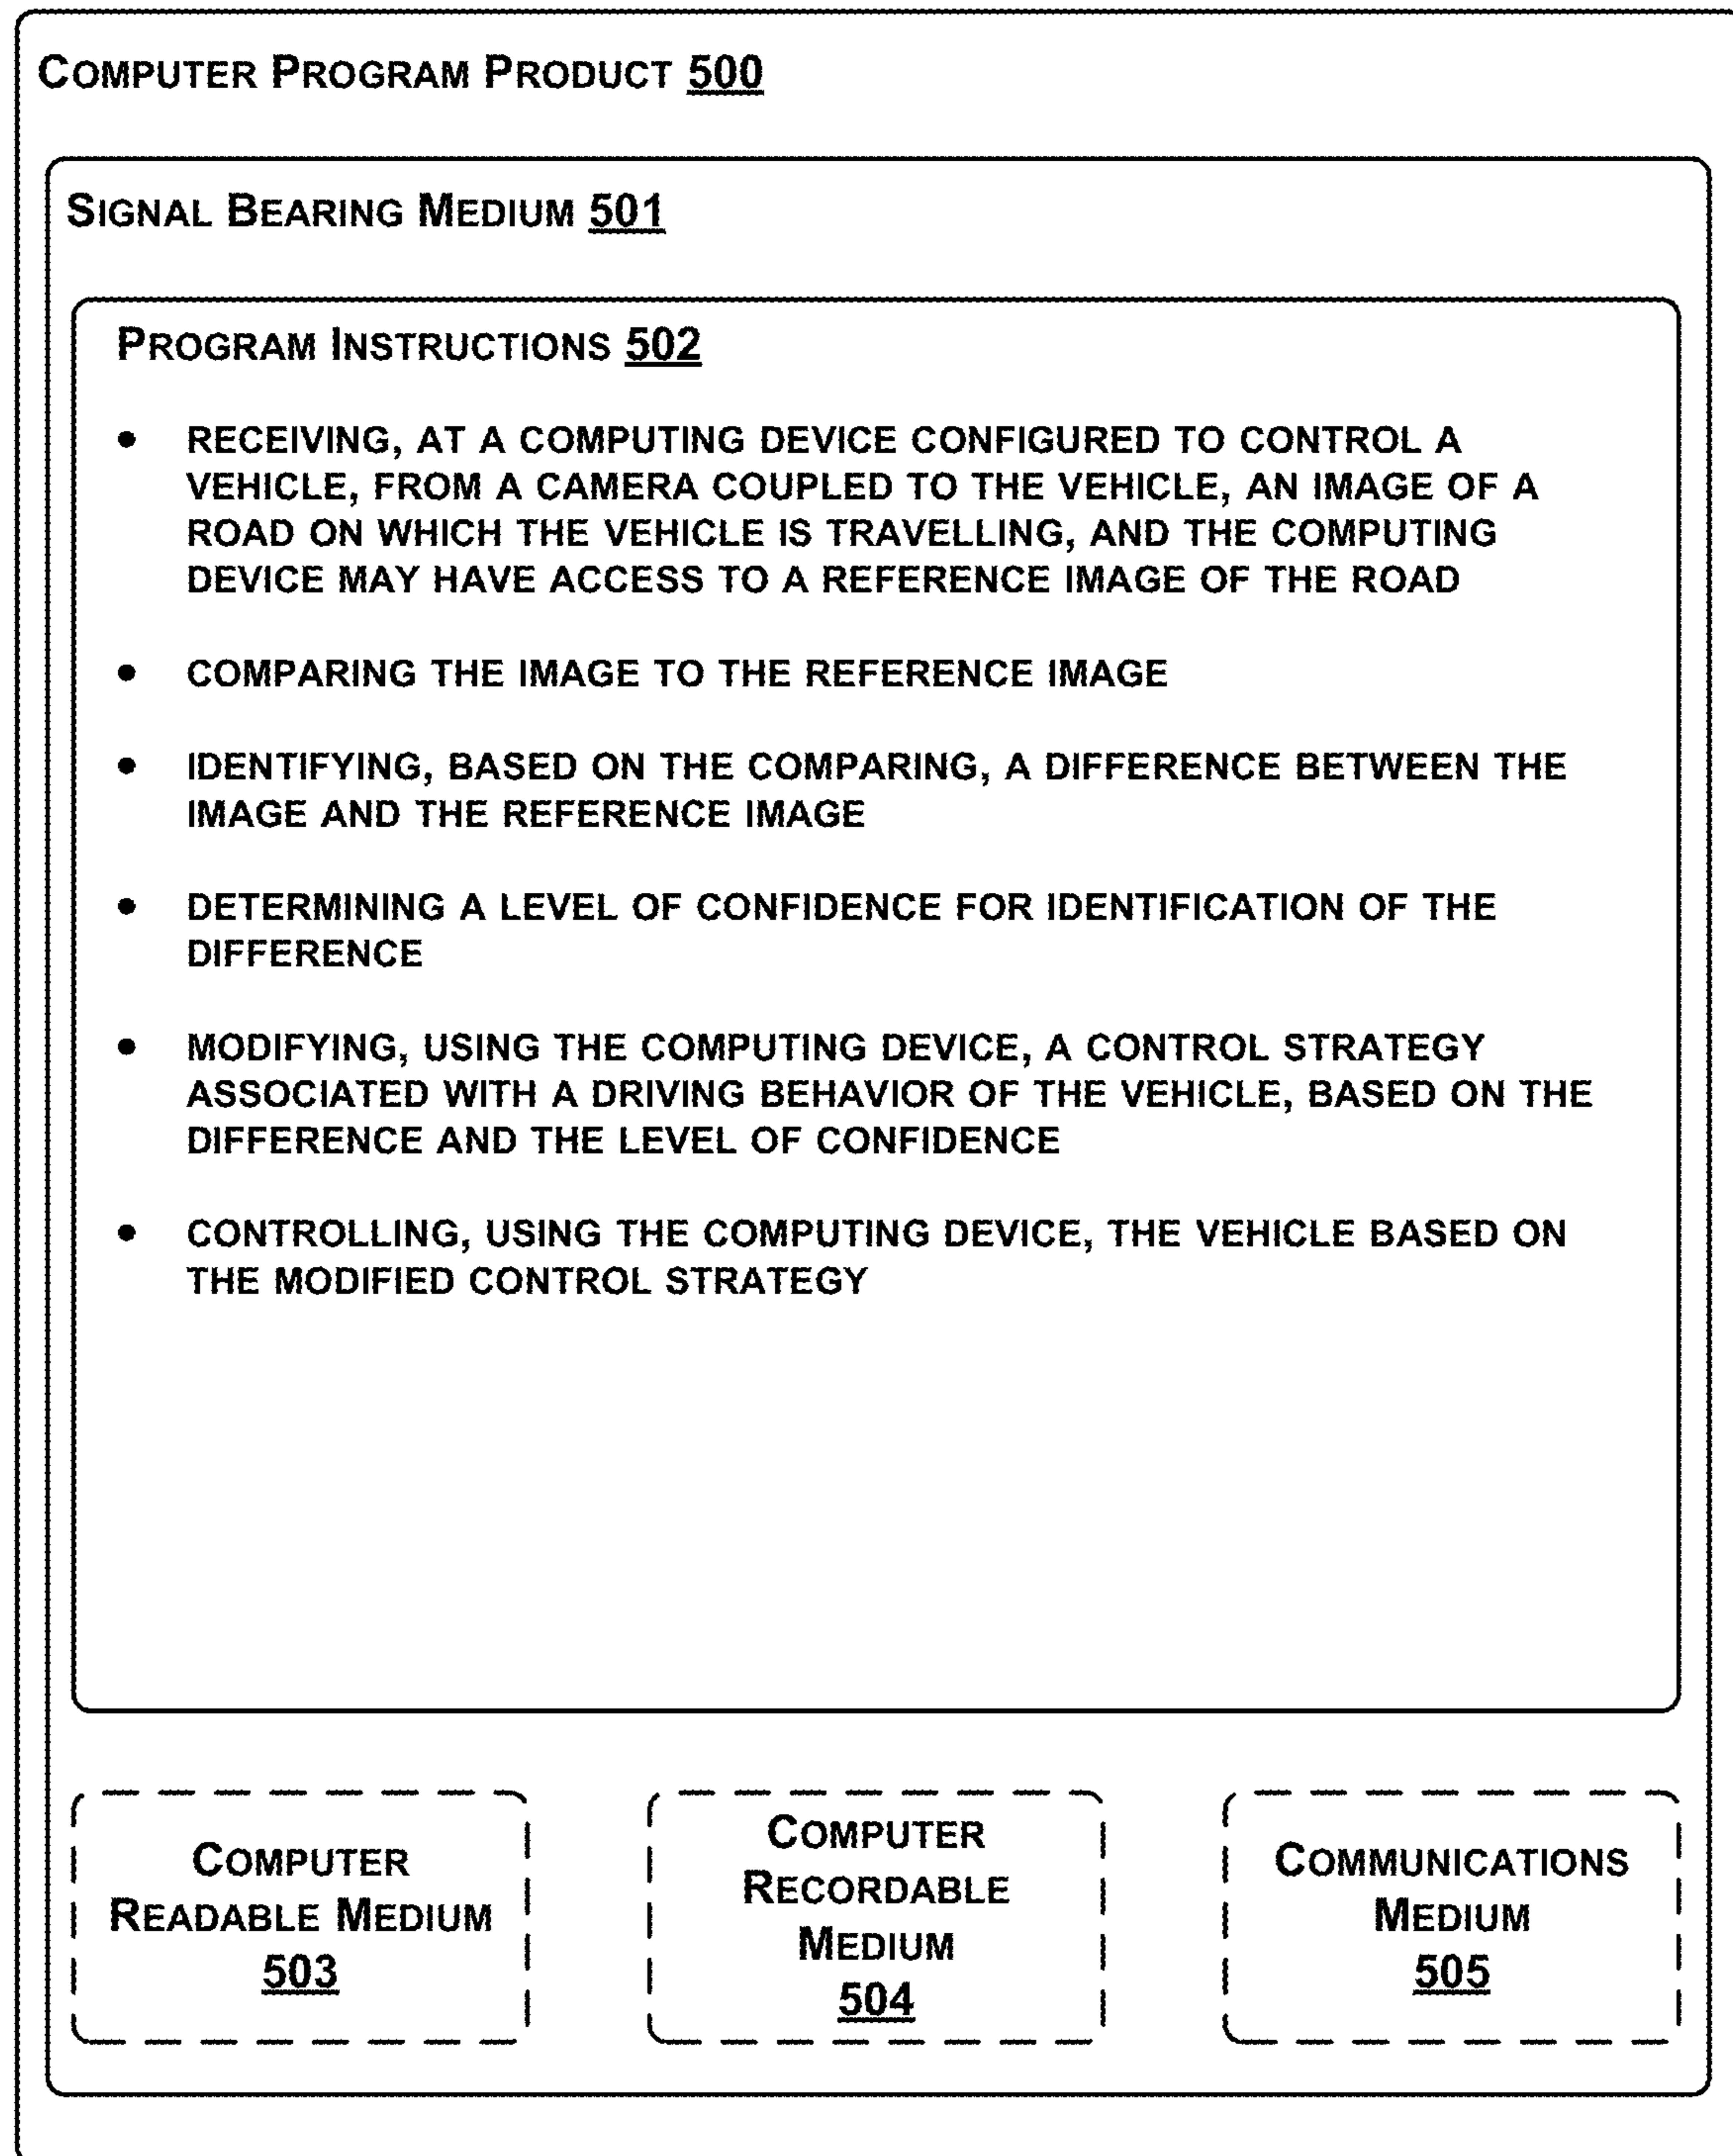 COMPUTER PROGRAM PRODUCT 500
SIGNAL BEARING MEDIUM 501
PROGRAM INSTRUCTIONS 502
• RECEIVING, AT A COMPUTING DEVICE CONFIGURED TO CONTROL A
VEHICLE, FROM A CAMERA COUPLED TO THE VEHICLE, AN IMAGE OF A
ROAD ON WHICH THE VEHICLE IS TRAVELLING, AND THE COMPUTING
DEVICE MAY HAVE ACCESS TO A REFERENCE IMAGE OF THE ROAD
• COMPARING THE IMAGE TO THE REFERENCE IMAGE
• IDENTIFYING, BASED ON THE COMPARING, A DIFFERENCE BETWEEN THE
IMAGE AND THE REFERENCE IMAGE
• DETERMINING A LEVEL OF CONFIDENCE FOR IDENTIFICATION OF THE
DIFFERENCE
• MODIFYING, USING THE COMPUTING DEVICE, A CONTROL STRATEGY
ASSOCIATED WITH A DRIVING BEHAVIOR OF THE VEHICLE, BASED ON THE
DIFFERENCE AND THE LEVEL OF CONFIDENCE
• CONTROLLING, USING THE COMPUTING DEVICE, THE VEHICLE BASED ON
THE MODIFIED CONTROL STRATEGY
COMPUTER
READABLE MEDIUM
503
COMPUTER
RECORDABLE
MEDIUM
504
COMMUNICATIONS
MEDIUM
505